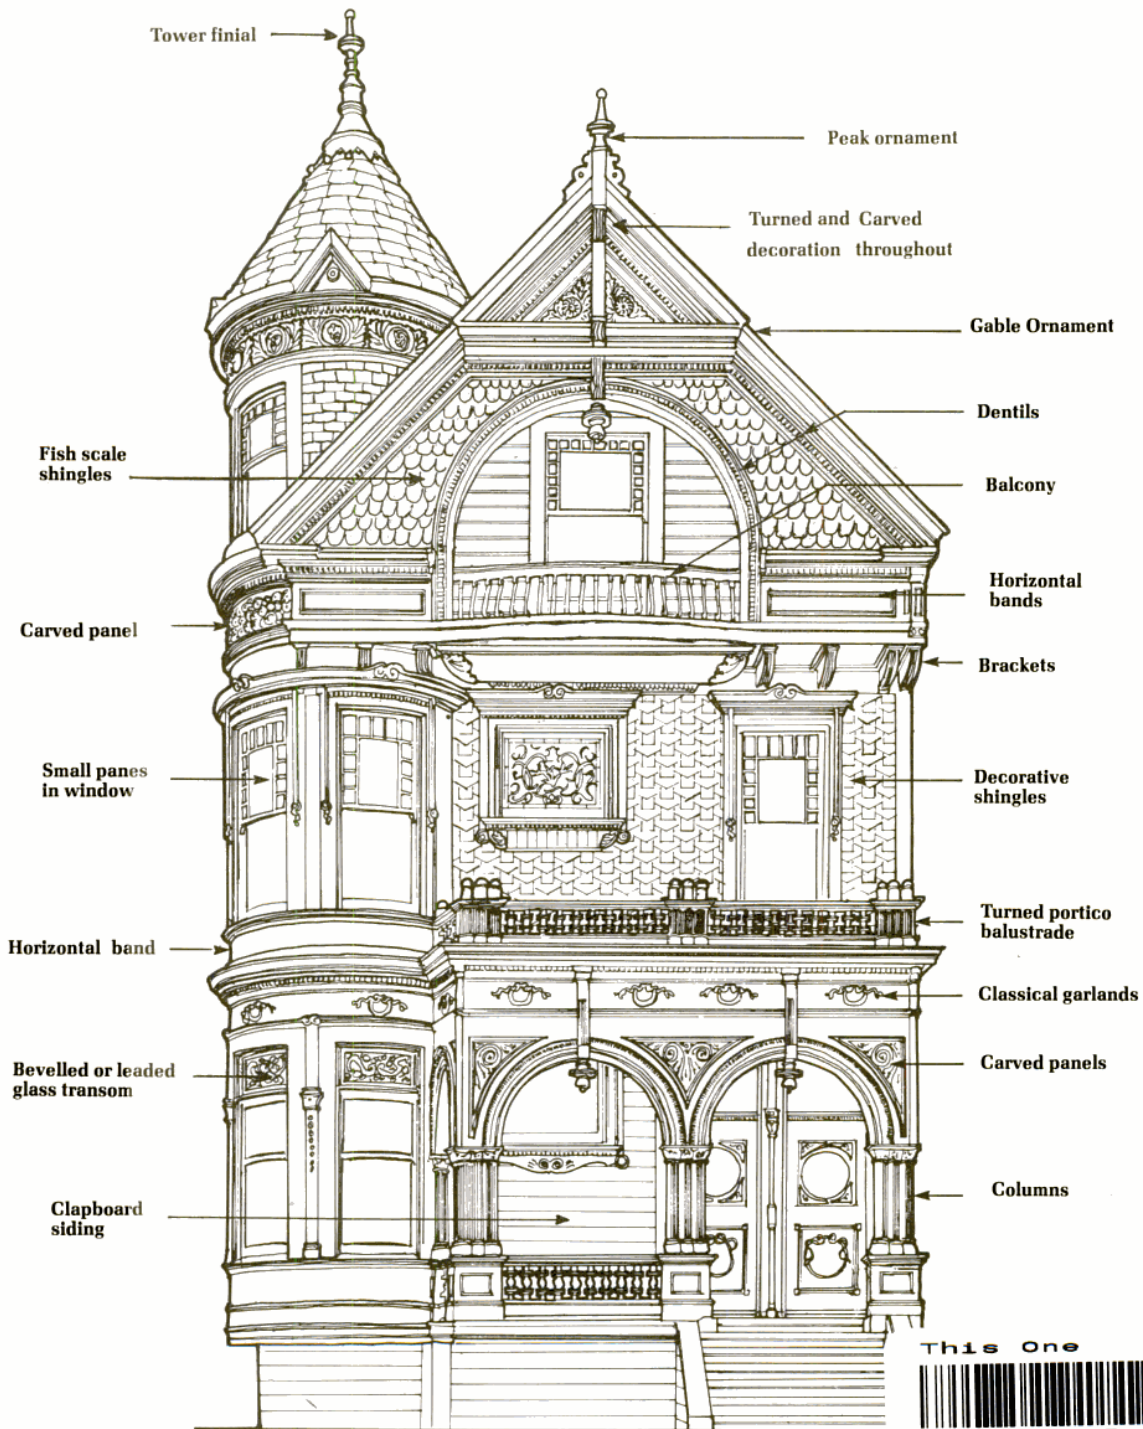 Tower finial
Peak ornament
Turned and Carved
decoration throughout
Gable Ornament
Dentils
Fish scale
shingles
Balcony
Horizontal
bands
Carved panel
Brackets
Small panes
in window
Decorative
shingles
Turned portico
balustrade
Horizontal band
Classical garlands
Bevelled or leaded
glass transom
Carved panels
Columns
Clapboard
siding
This One